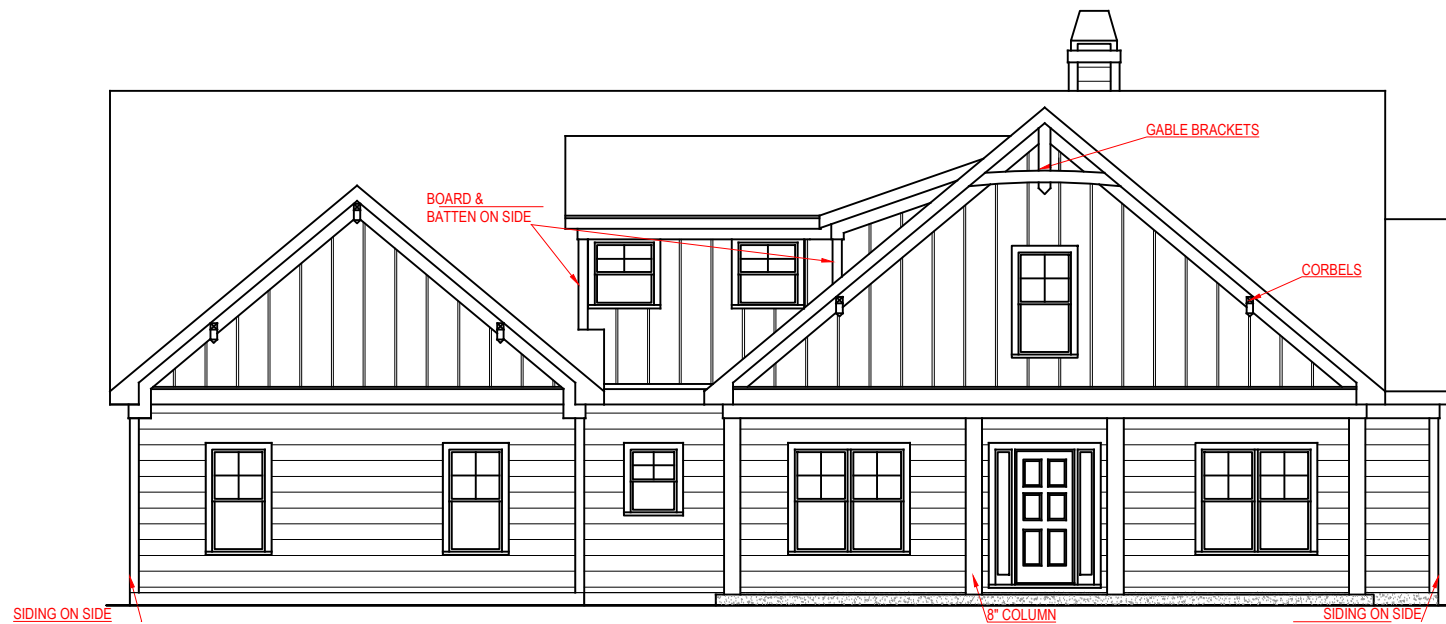 GABLE BRACKETS
BOARD &
BATTEN ON SIDE
CORBELS
SIDING ON SIDE
8" COLUMN
SIDING ON SIDE